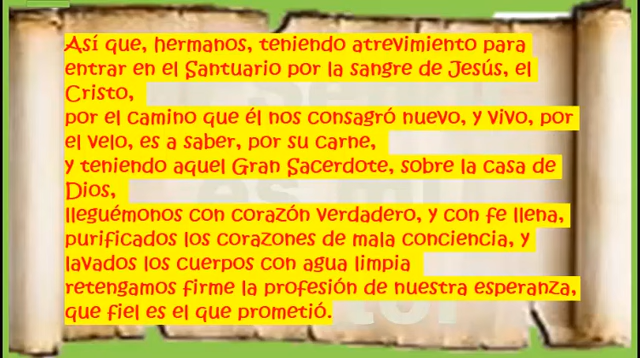 Así que, hermanos, teniendo atrevimiento para
entrar en el Santuario por la sangre de Jesús, el
Cristo,
por el camino que él nos consagró nuevo, y vivo, por
el velo, es a saber, por su carne,
y teniendo aquel Gran Sacerdote, sobre la casa de
Dios,
lleguémonos con corazón verdadero, y con fe llena,
purificados los corazones de mala conciencia, y
lavados los cuerpos con agua limpia
retengamos firme la profesión de nuestra esperanza,
que fiel es el que prometió.